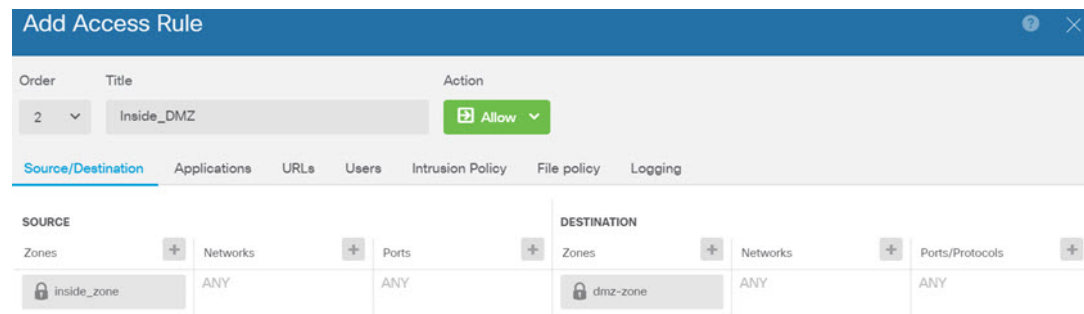 Add Access Rule
Order Title Action
2 Inside_DMZ Allow
Source/Destination Applications URLs Users Intrusion Policy File policy Logging
SOURCE DESTINATION
Zones + Networks + Ports + Zones + Networks + Ports/Protocols +
inside_zone ANY ANY dmz-zone ANY ANY